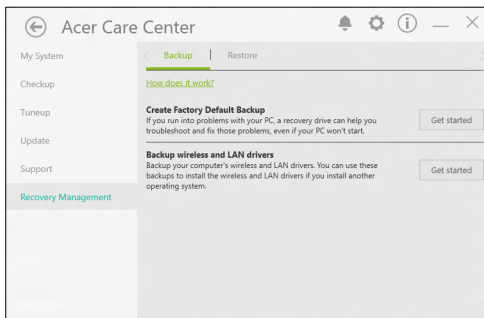 Acer Care Center
My System
Checkup
Tuneup
Update
Support
Recovery Management
Backup
Restore
How does it work?
Create Factory Default Backup
If you run into problems with your PC, a recovery drive can help you
troubleshoot and fix those problems, even if your PC won't start.
Get started
Backup wireless and LAN drivers
Backup your computer's wireless and LAN drivers. You can use these
backups to install the wireless and LAN drivers if you install another
operating system.
Get started